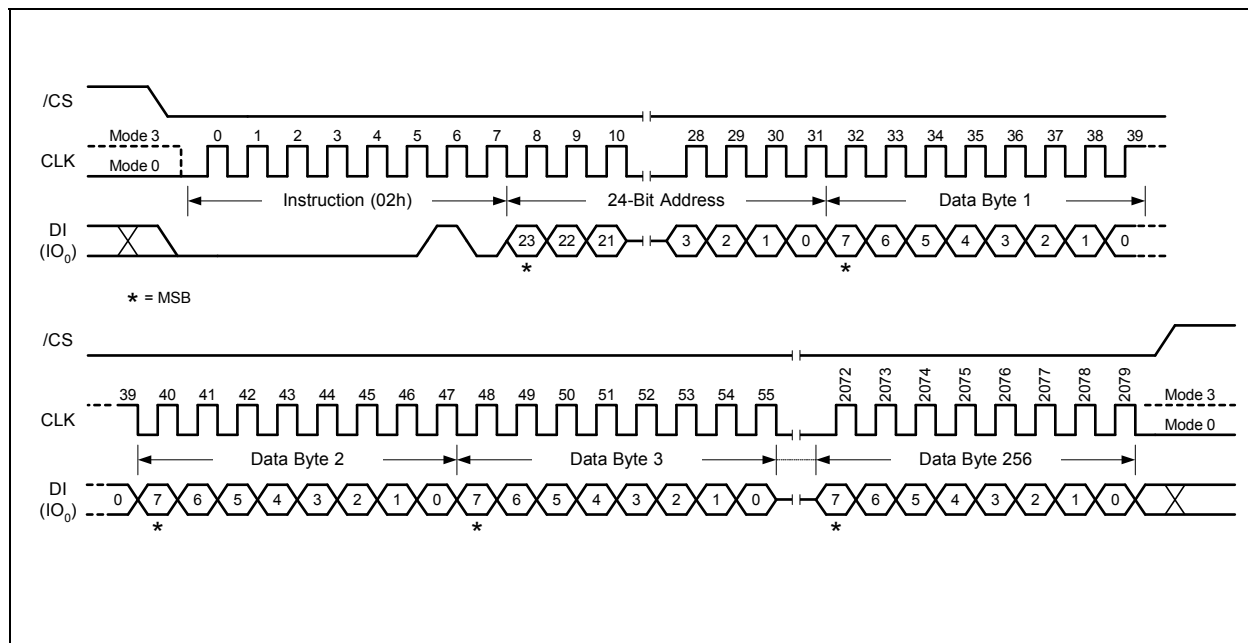 /CS
Mode 3 0 1 2 3 4 5 6 7 8 9 10 28 29 30 31 32 33 34 35 36 37 38 39
CLK Mode 0
Instruction (02h) 24-Bit Address Data Byte 1
DI
(IO0) 23 22 21 3 2 1 0 7 6 5 4 3 2 1 0
* *
* = MSB
/CS
39 40 41 42 43 44 45 46 47 48 49 50 51 52 53 54 55 2072 2073 2074 2075 2076 2077 2078 2079 Mode 3
CLK Mode 0
Data Byte 2 Data Byte 3 Data Byte 256
DI
(IO0) 0 7 6 5 4 3 2 1 0 7 6 5 4 3 2 1 0 7 6 5 4 3 2 1 0
* * *